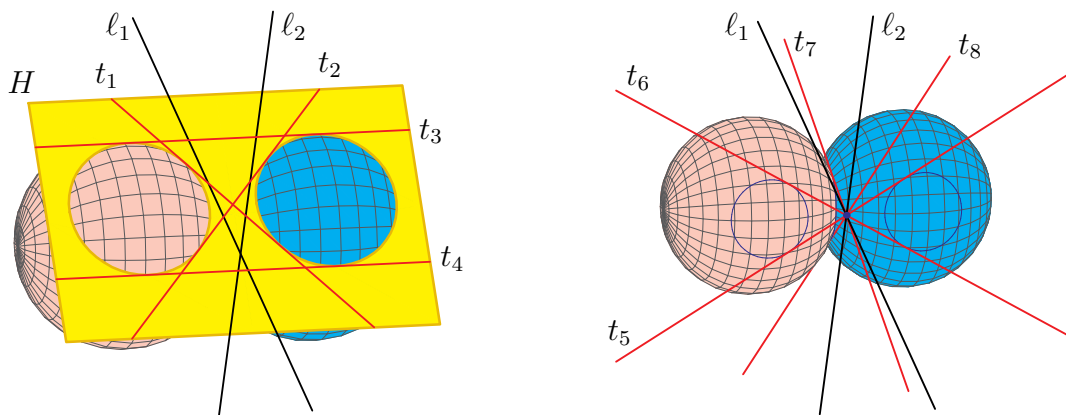 ℓ₁ ℓ₂
H t₁ t₂
t₃
t₄
ℓ₁ ℓ₂
t₇ t₈
t₆
t₅